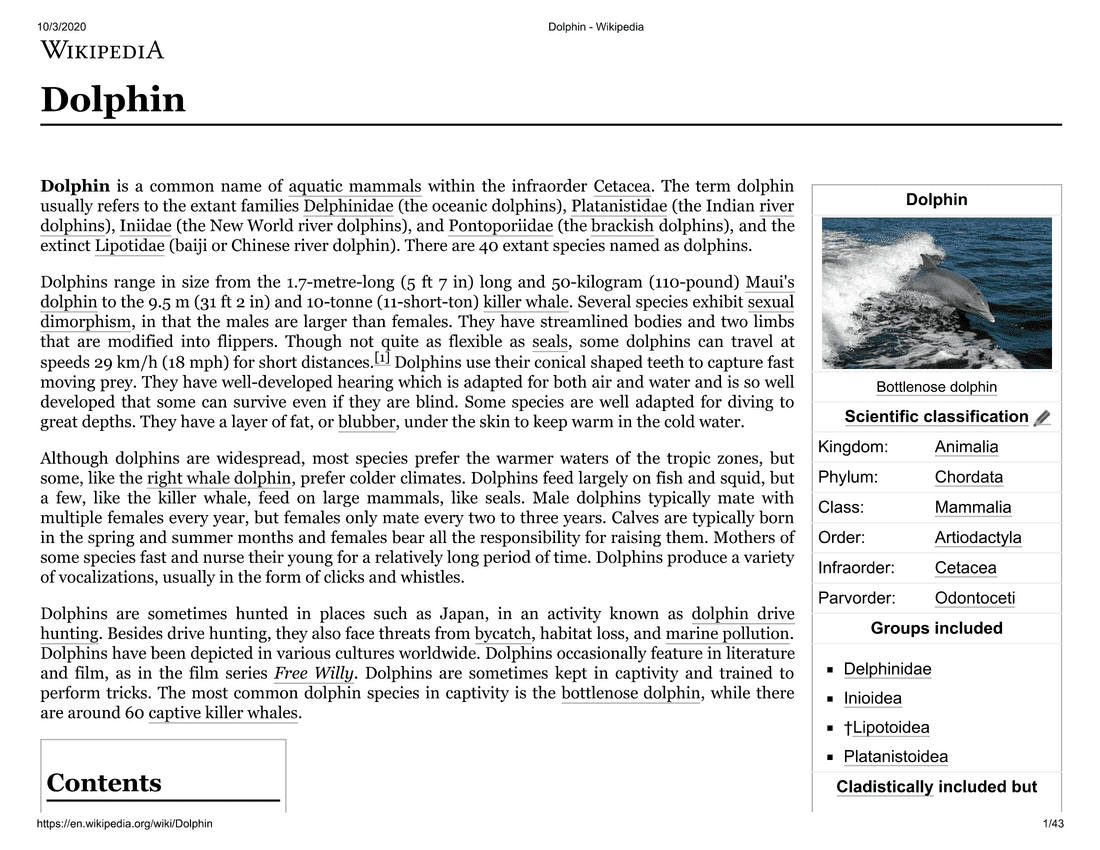 10/3/2020
Dolphin - Wikipedia
WIKIPEDIA
Dolphin
Dolphin is a common name of aquatic mammals within the infraorder Cetacea. The term dolphin
usually refers to the extant families Delphinidae (the oceanic dolphins), Platanistidae (the Indian river
dolphins), Iniidae (the New World river dolphins), and Pontoporiidae (the brackish dolphins), and the
extinct Lipotidae (baiji or Chinese river dolphin). There are 40 extant species named as dolphins.
Dolphins range in size from the 1.7-metre-long (5 ft 7 in) long and 50-kilogram (110-pound) Maui's
dolphin to the 9.5 m (31 ft 2 in) and 10-tonne (11-short-ton) killer whale. Several species exhibit sexual
dimorphism, in that the males are larger than females. They have streamlined bodies and two limbs
that are modified into flippers. Though not quite as flexible as seals, some dolphins can travel at
speeds 29 km/h (18 mph) for short distances.[1] Dolphins use their conical shaped teeth to capture fast
moving prey. They have well-developed hearing which is adapted for both air and water and is so well
developed that some can survive even if they are blind. Some species are well adapted for diving to
great depths. They have a layer of fat, or blubber, under the skin to keep warm in the cold water.
Although dolphins are widespread, most species prefer the warmer waters of the tropic zones, but
some, like the right whale dolphin, prefer colder climates. Dolphins feed largely on fish and squid, but
a few, like the killer whale, feed on large mammals, like seals. Male dolphins typically mate with
multiple females every year, but females only mate every two to three years. Calves are typically born
in the spring and summer months and females bear all the responsibility for raising them. Mothers of
some species fast and nurse their young for a relatively long period of time. Dolphins produce a variety
of vocalizations, usually in the form of clicks and whistles.
Dolphins are sometimes hunted in places such as Japan, in an activity known as dolphin drive
hunting. Besides drive hunting, they also face threats from bycatch, habitat loss, and marine pollution.
Dolphins have been depicted in various cultures worldwide. Dolphins occasionally feature in literature
and film, as in the film series Free Willy. Dolphins are sometimes kept in captivity and trained to
perform tricks. The most common dolphin species in captivity is the bottlenose dolphin, while there
are around 60 captive killer whales.
Contents
Dolphin
Bottlenose dolphin
Scientific classification
Kingdom: Animalia
Phylum: Chordata
Class: Mammalia
Order: Artiodactyla
Infraorder: Cetacea
Parvorder: Odontoceti
Groups included
▪ Delphinidae
▪ Inioidea
▪ †Lipotoidea
▪ Platanistoidea
Cladistically included but
https://en.wikipedia.org/wiki/Dolphin
1/43